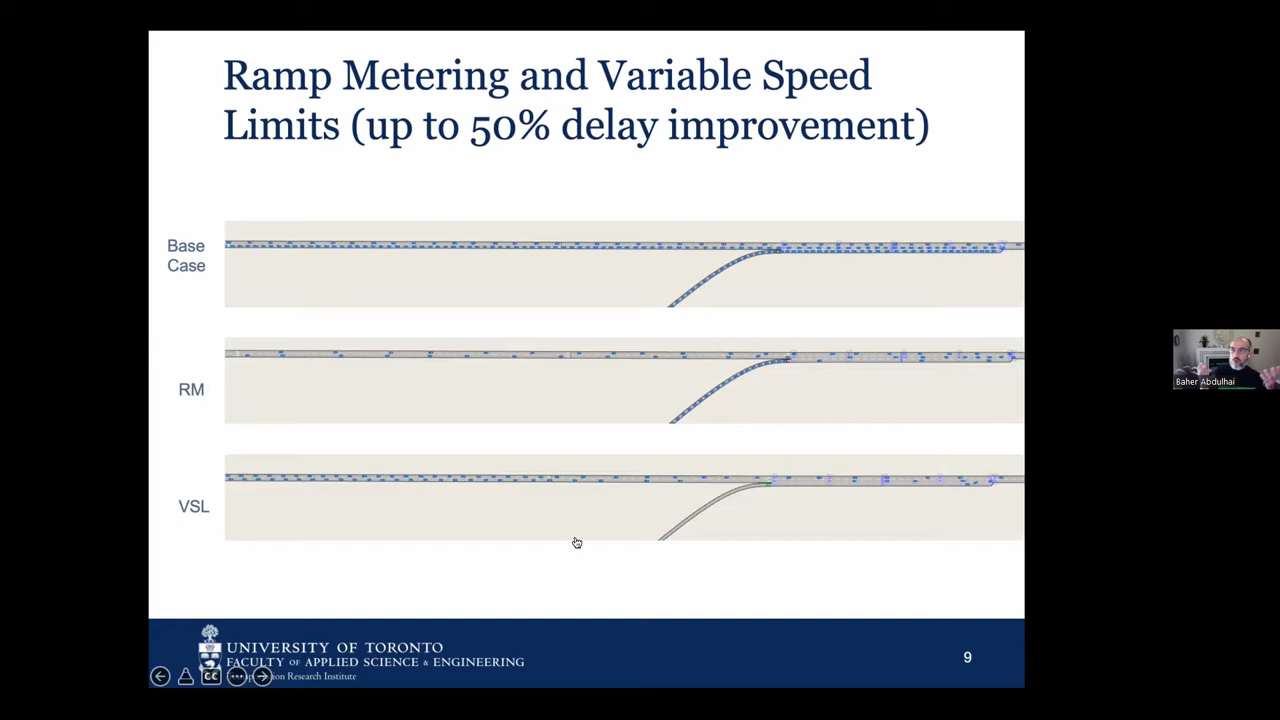 Ramp Metering and Variable Speed
Limits (up to 50% delay improvement)
Base
Case
RM
VSL
Baher Abdulhai
UNIVERSITY OF TORONTO
FACULTY OF APPLIED SCIENCE & ENGINEERING
Research Institute
CC
9